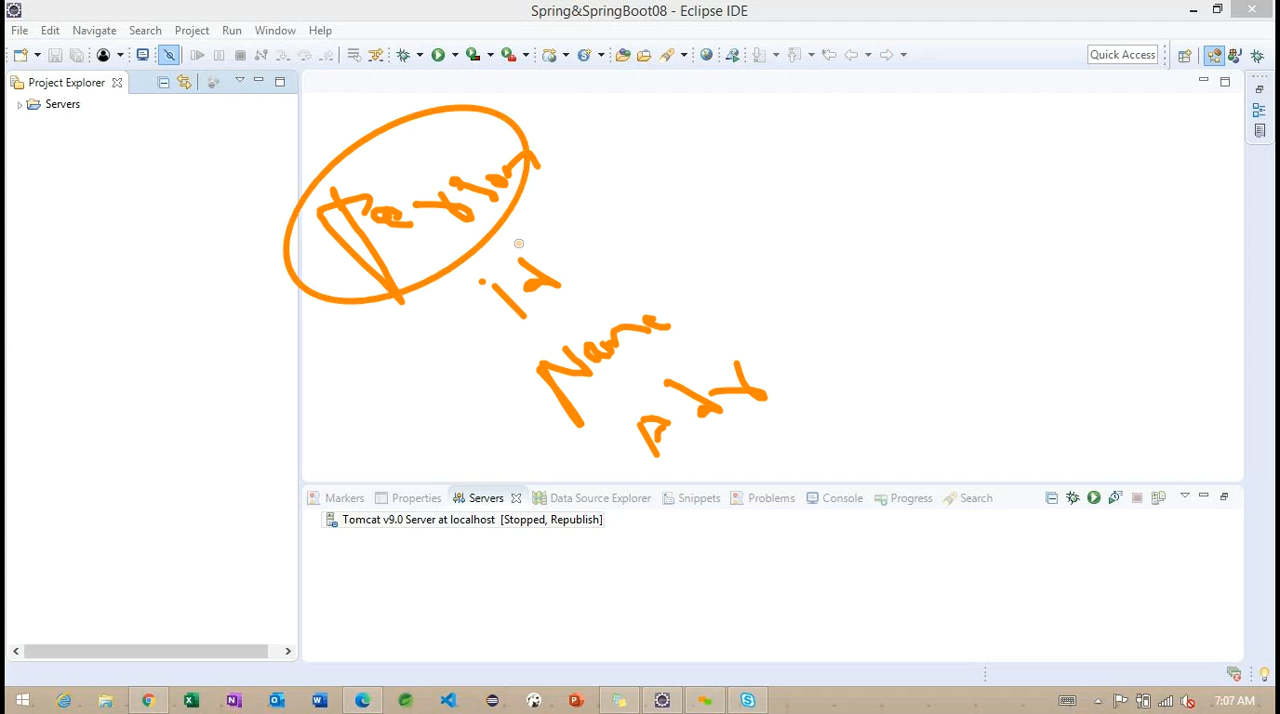 Spring&SpringBoot08 - Eclipse IDE
File Edit Navigate Search Project Run Window Help
Quick Access
Project Explorer
Servers
id
Name
Markers Properties Servers Data Source Explorer Snippets Problems Console Progress Search
Tomcat v9.0 Server at localhost [Stopped, Republish]
7:07 AM